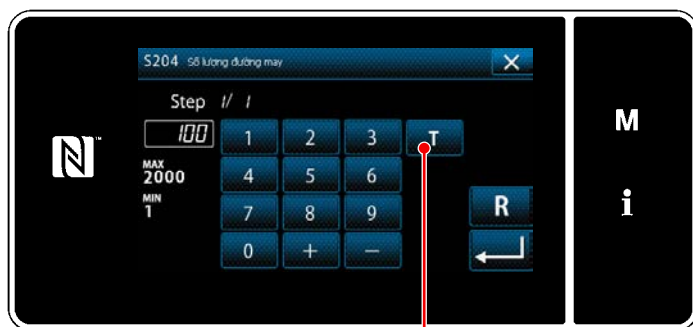 S204 Số lượng đường may
Step 1/ 1
100
1 2 3 T
MAX
2000
4 5 6
MIN
1
7 8 9 R
0 + −
M
i